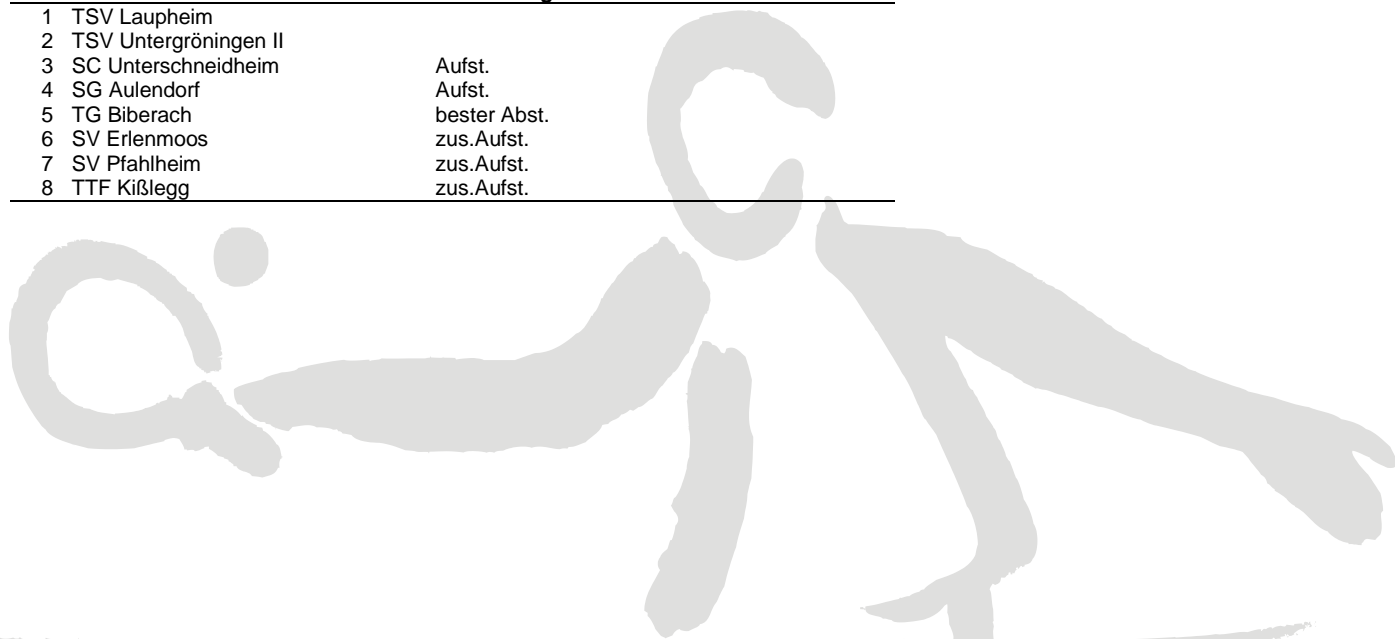 1 TSV Laupheim
2 TSV Untergröningen II
3 SC Unterschneidheim Aufst.
4 SG Aulendorf Aufst.
5 TG Biberach bester Abst.
6 SV Erlenmoos zus.Aufst.
7 SV Pfahlheim zus.Aufst.
8 TTF Kißlegg zus.Aufst.